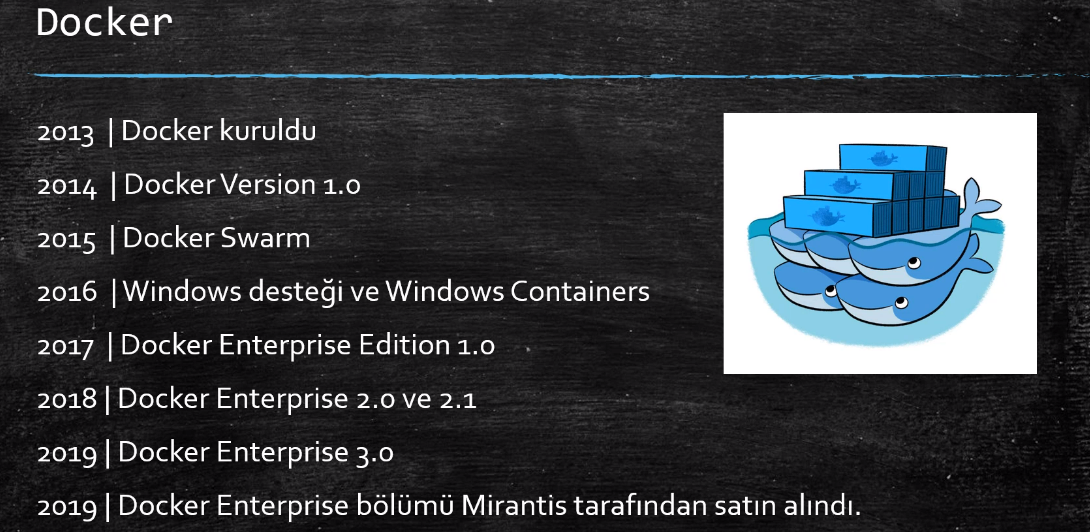 Docker
2013 | Docker kuruldu
2014 | Docker Version 1.0
2015 | Docker Swarm
2016 | Windows desteği ve Windows Containers
2017 | Docker Enterprise Edition 1.0
2018 | Docker Enterprise 2.0 ve 2.1
2019 | Docker Enterprise 3.0
2019 | Docker Enterprise bölümü Mirantis tarafından satın alındı.